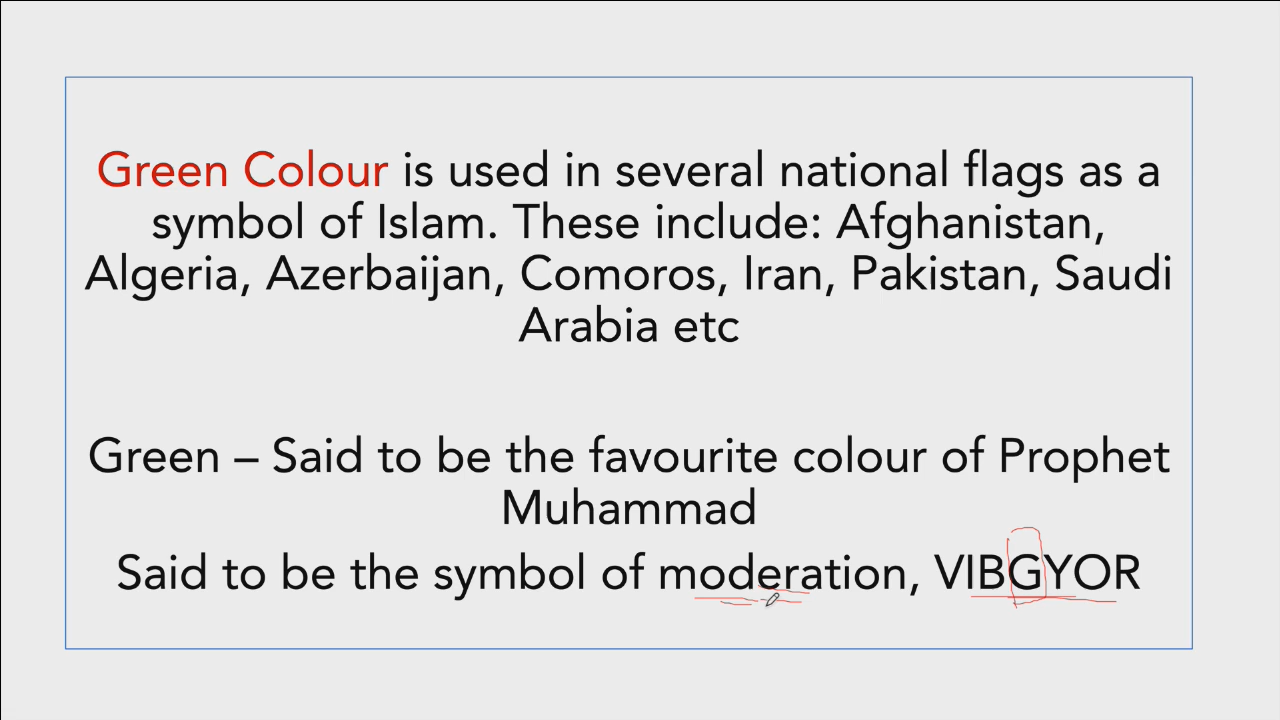 Green Colour is used in several national flags as a
symbol of Islam. These include: Afghanistan,
Algeria, Azerbaijan, Comoros, Iran, Pakistan, Saudi
Arabia etc
Green – Said to be the favourite colour of Prophet
Muhammad
Said to be the symbol of moderation, VIBGYOR